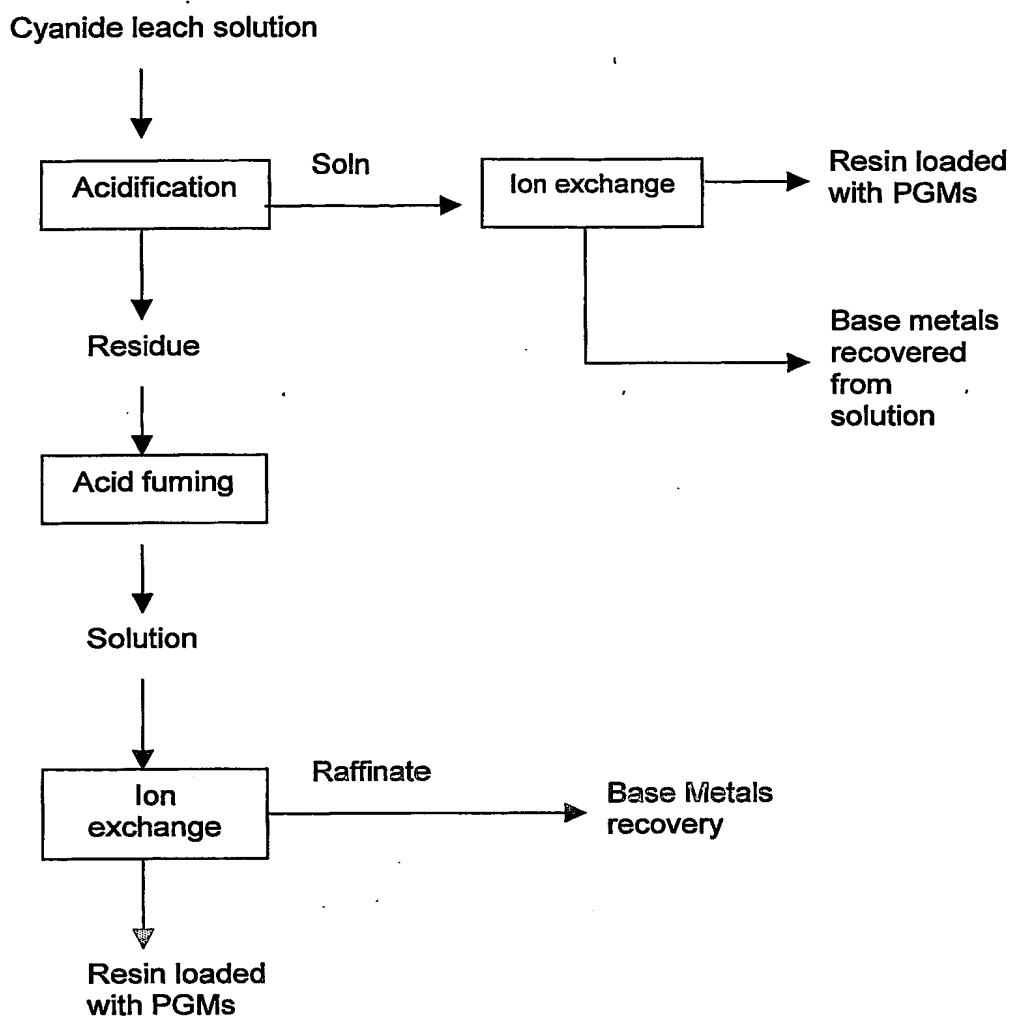 Cyanide leach solution
Acidification
Soln
Ion exchange
Resin loaded
with PGMs
Base metals
recovered
from
solution
Residue
Acid fuming
Solution
Ion
exchange
Raffinate
Base Metals
recovery
Resin loaded
with PGMs